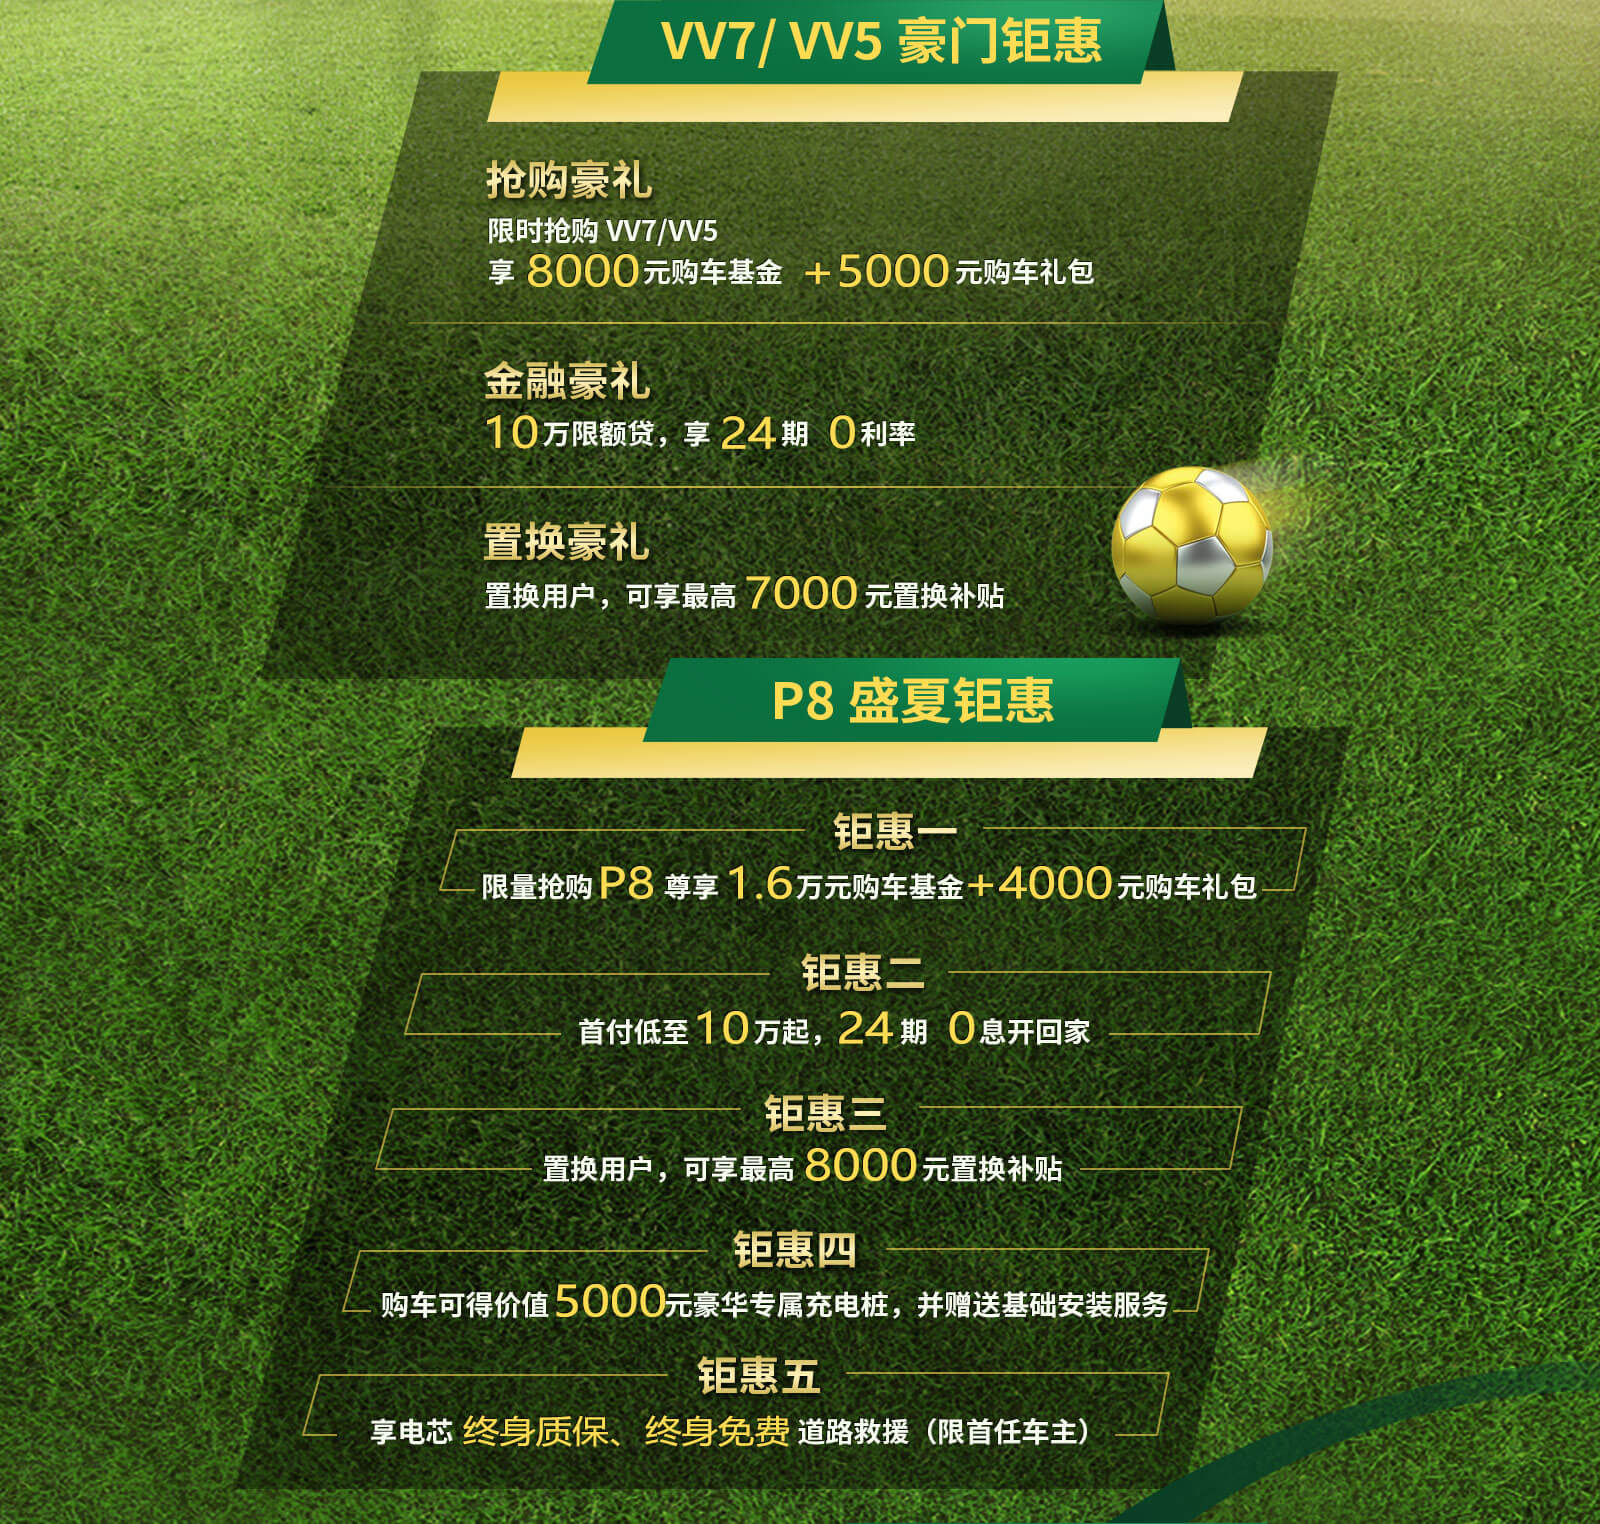 VV7/ VV5 豪门钜惠
抢购豪礼
限时抢购 VV7/VV5
享 8000元购车基金 +5000元购车礼包
金融豪礼
10万限额贷，享 24期 0利率
置换豪礼
置换用户，可享最高 7000 元置换补贴
P8 盛夏钜惠
钜惠一
限量抢购P8 尊享 1.6万元购车基金+4000元购车礼包
钜惠二
首付低至10万起，24期 0息开回家
钜惠三
置换用户，可享最高 8000元置换补贴
钜惠四
购车可得价值5000元豪华专属充电桩，并赠送基础安装服务
钜惠五
享电芯 终身质保、终身免费 道路救援（限首任车主）